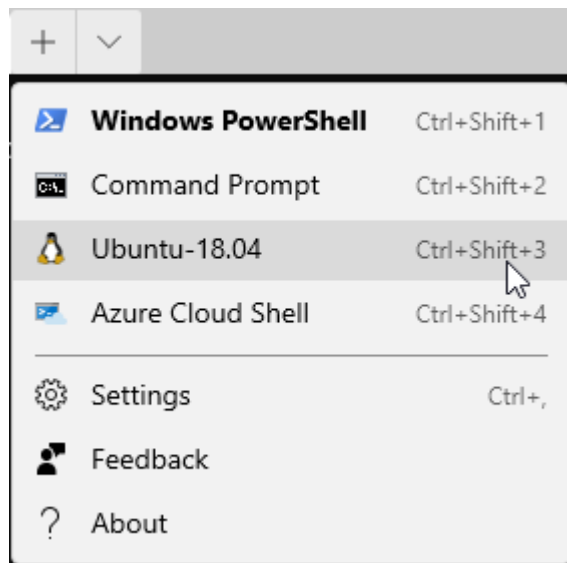 Windows PowerShell Ctrl+Shift+1
Command Prompt Ctrl+Shift+2
Ubuntu-18.04 Ctrl+Shift+3
Azure Cloud Shell Ctrl+Shift+4
Settings Ctrl+,
Feedback
About